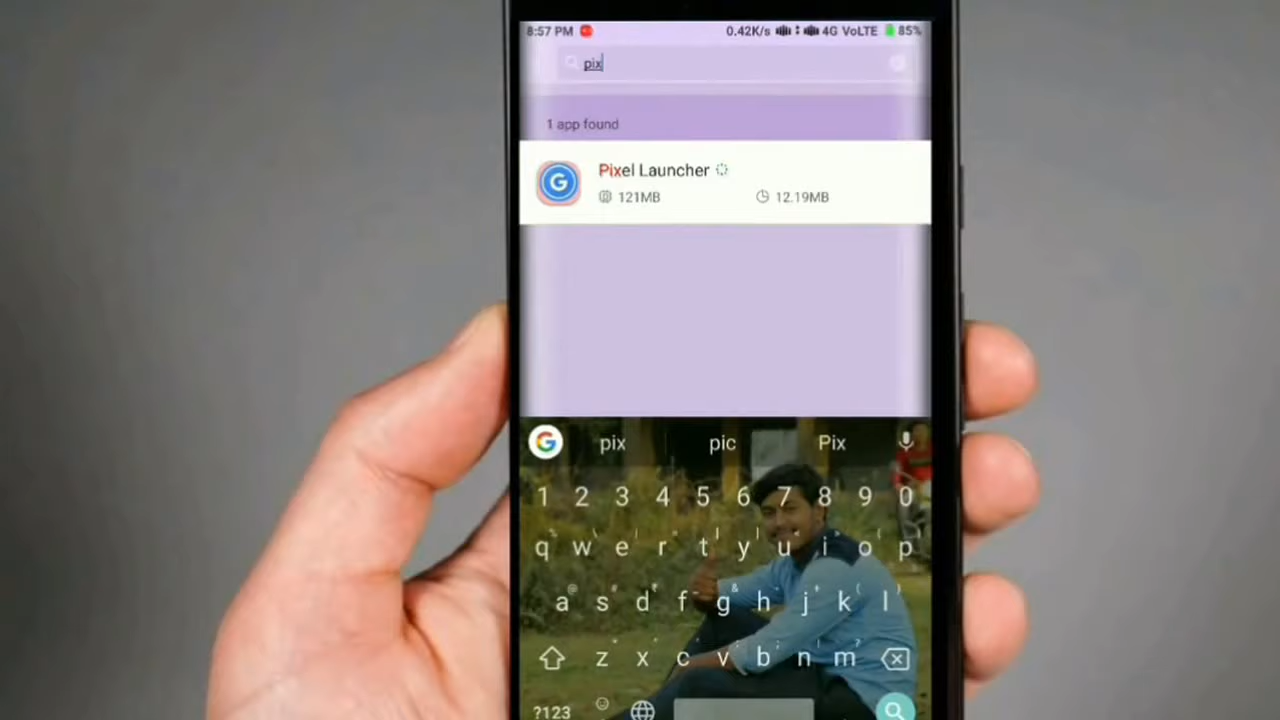 8:57 PM 0.42K/s 4G VoLTE 85%
pix
1 app found
Pixel Launcher
121MB 12.19MB
G pix pic Pix
1 2 3 4 5 6 7 8 9 0
q w e r t y u i o p
a s d f g h j k l
z x c v b n m
?123